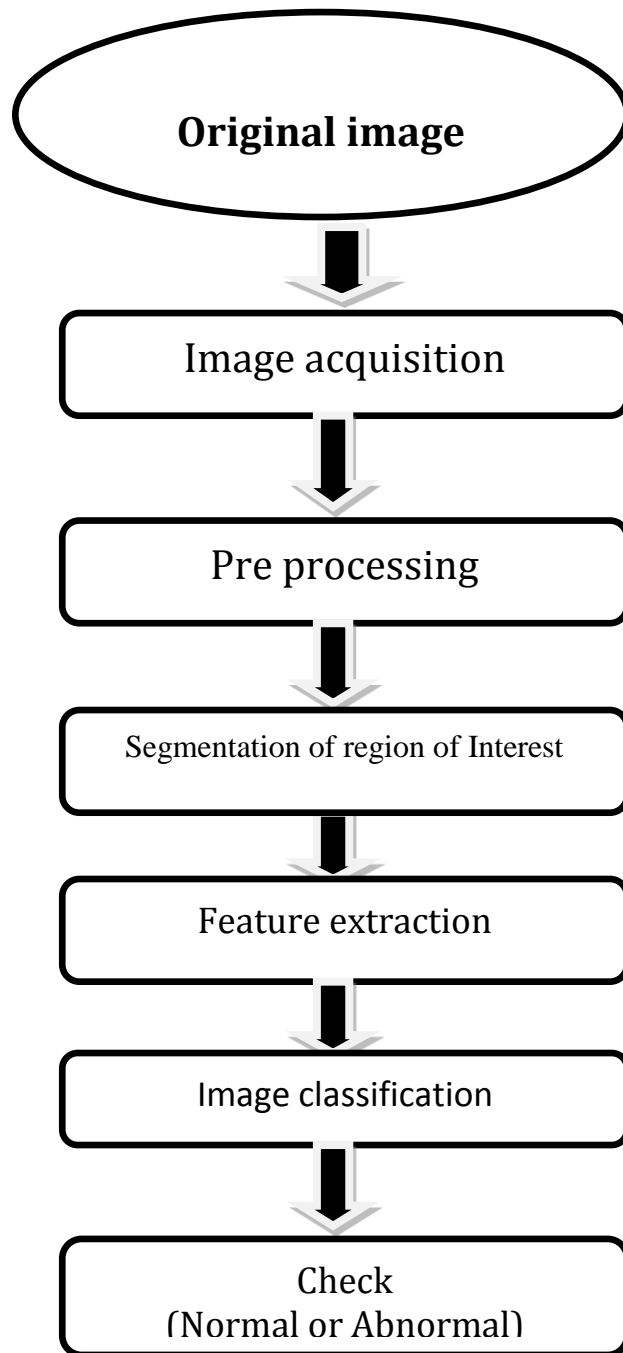 Original image
Image acquisition
Pre processing
Segmentation of region of Interest
Feature extraction
Image classification
Check
(Normal or Abnormal)